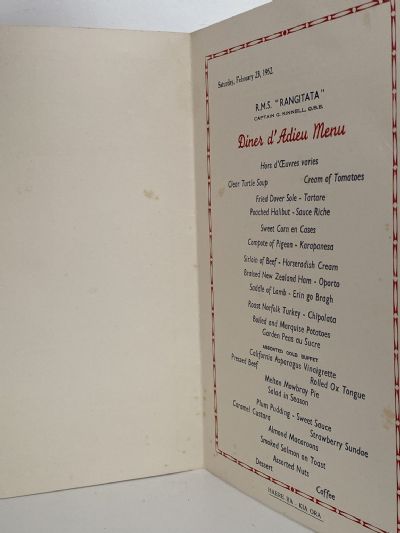 Saturday, February 23, 1962
R.M.S. "RANGITATA"
CAPTAIN G. KINNELL, O.B.E.
Diner d'Adieu Menu
Hors d'Œuvres varies
Clear Turtle Soup Cream of Tomatoes
Fried Dover Sole - Tartare
Poached Halibut - Sauce Riche
Sweet Corn en Cases
Compote of Pigeon - Karapanesa
Sirloin of Beef - Horseradish Cream
Braised New Zealand Ham - Oporto
Saddle of Lamb - Erin go Bragh
Roast Norfolk Turkey - Chipolata
Boiled and Marquise Potatoes
Garden Peas au Sucre
ASSORTED COLD BUFFET
California Asparagus Vinaigrette
Pressed Beef Rolled Ox Tongue
Melton Mowbray Pie
Salad in Season
Plum Pudding - Sweet Sauce
Caramel Custard Strawberry Sundae
Almond Macaroons
Smoked Salmon on Toast
Assorted Nuts
Dessert Coffee
HAERE RA - KIA ORA